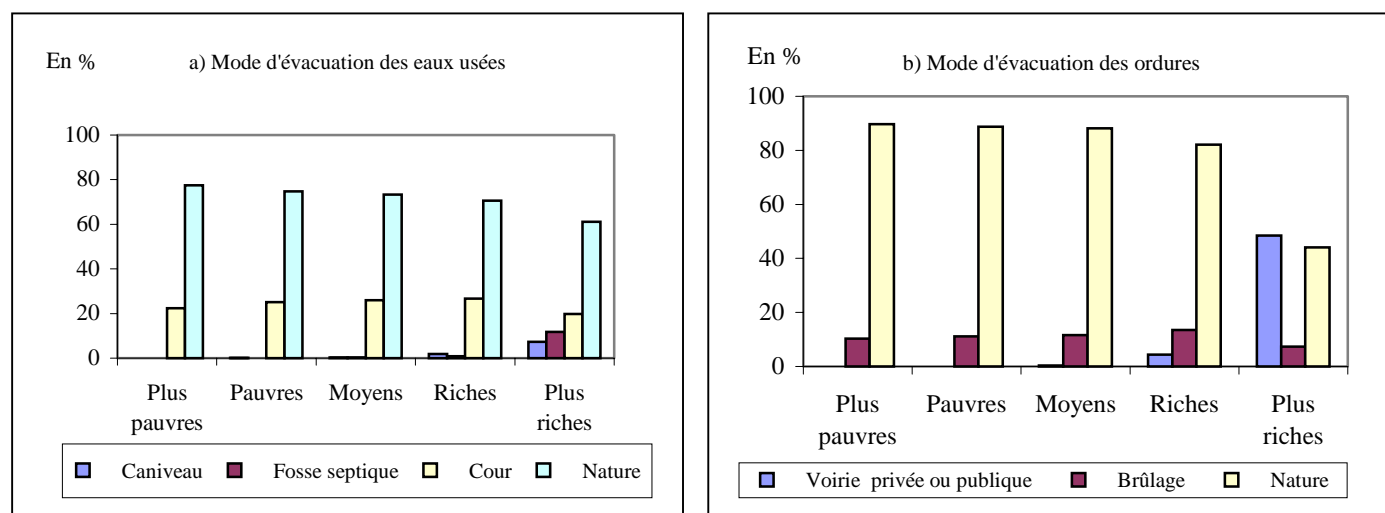 En %
a) Mode d'évacuation des eaux usées
100
80
60
40
20
0
Plus pauvres
Pauvres
Moyens
Riches
Plus riches
Caniveau Fosse septique Cour Nature
En %
b) Mode d'évacuation des ordures
100
80
60
40
20
0
Plus pauvres
Pauvres
Moyens
Riches
Plus riches
Voirie privée ou publique Brûlage Nature